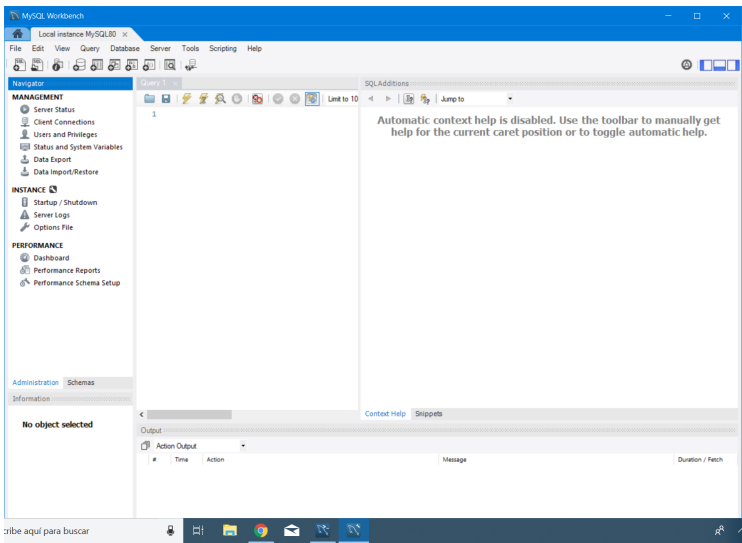 MySQL Workbench
Local instance MySQL80
File Edit View Query Database Server Tools Scripting Help
Navigator
MANAGEMENT
Server Status
Client Connections
Users and Privileges
Status and System Variables
Data Export
Data Import/Restore
INSTANCE
Startup / Shutdown
Server Logs
Options File
PERFORMANCE
Dashboard
Performance Reports
Performance Schema Setup
Administration Schemas
Information
No object selected
Query 1
Limit to 10
1
SQLAdditions
Jump to
Automatic context help is disabled. Use the toolbar to manually get
help for the current caret position or to toggle automatic help.
Context Help Snippets
Output
Action Output
# Time Action Message Duration / Fetch
cribe aquí para buscar